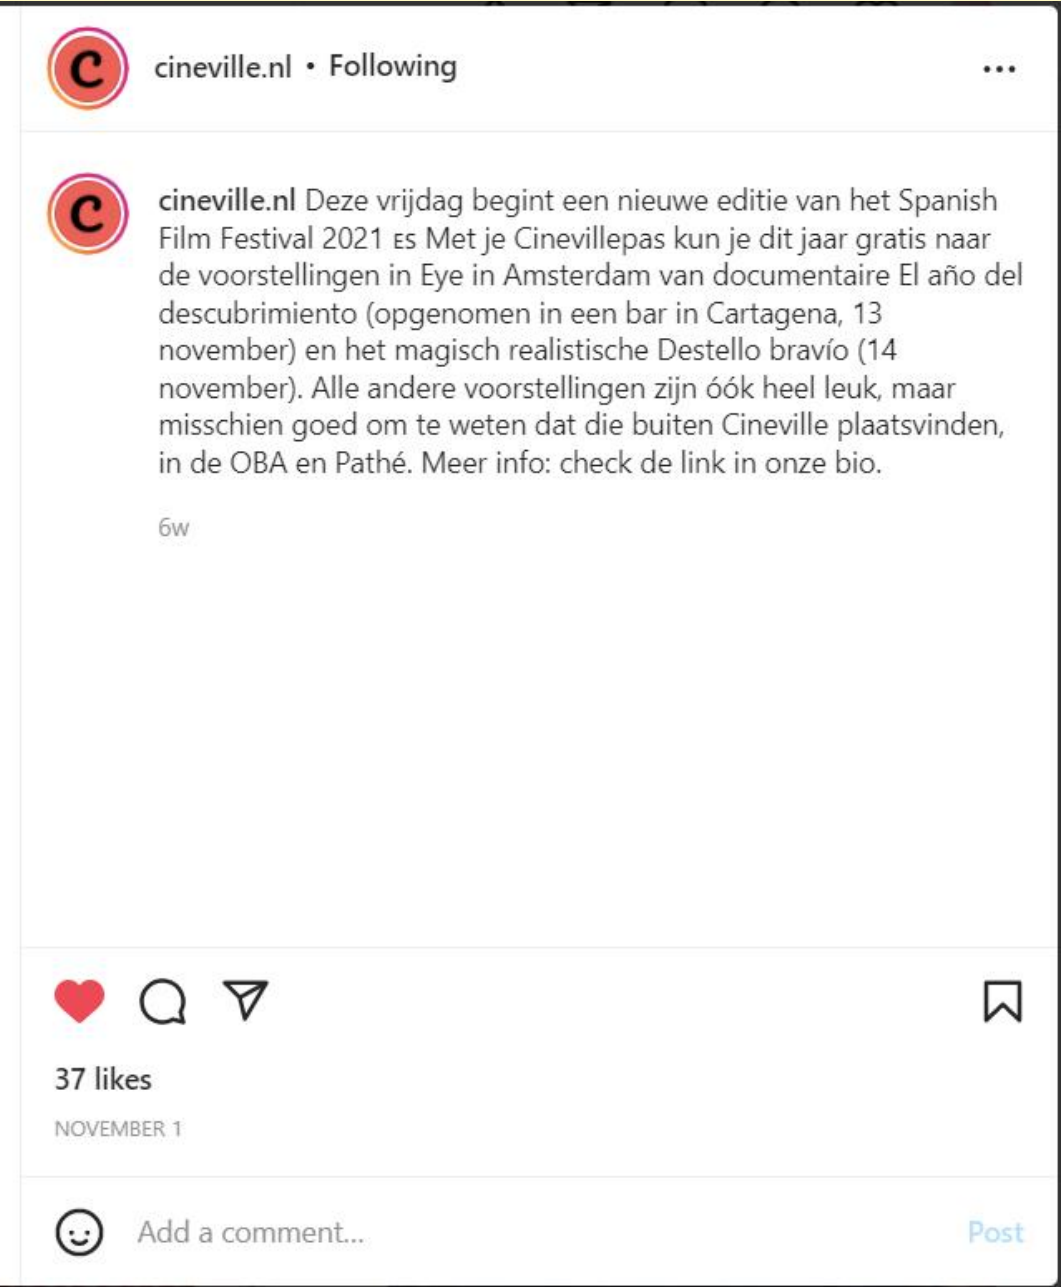 cineville.nl • Following
cineville.nl Deze vrijdag begint een nieuwe editie van het Spanish
Film Festival 2021 ES Met je Cinevillepas kun je dit jaar gratis naar
de voorstellingen in Eye in Amsterdam van documentaire El año del
descubrimiento (opgenomen in een bar in Cartagena, 13
november) en het magisch realistische Destello bravío (14
november). Alle andere voorstellingen zijn óók heel leuk, maar
misschien goed om te weten dat die buiten Cineville plaatsvinden,
in de OBA en Pathé. Meer info: check de link in onze bio.
6w
37 likes
NOVEMBER 1
Add a comment... Post